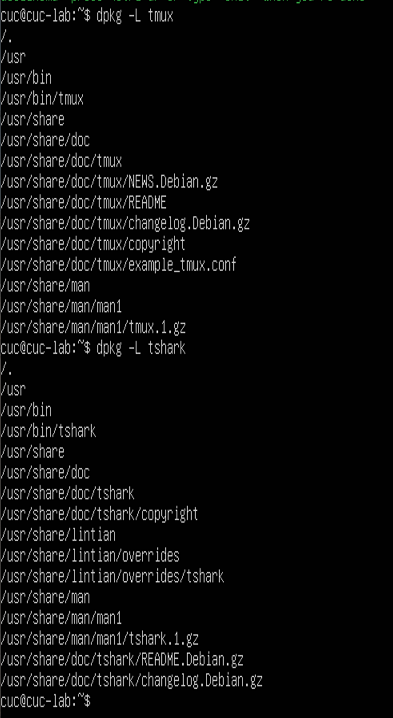 cuc@cuc-lab:~$ dpkg -L tmux
/.
/usr
/usr/bin
/usr/bin/tmux
/usr/share
/usr/share/doc
/usr/share/doc/tmux
/usr/share/doc/tmux/NEWS.Debian.gz
/usr/share/doc/tmux/README
/usr/share/doc/tmux/changelog.Debian.gz
/usr/share/doc/tmux/copyright
/usr/share/doc/tmux/example_tmux.conf
/usr/share/man
/usr/share/man/man1
/usr/share/man/man1/tmux.1.gz
cuc@cuc-lab:~$ dpkg -L tshark
/.
/usr
/usr/bin
/usr/bin/tshark
/usr/share
/usr/share/doc
/usr/share/doc/tshark
/usr/share/doc/tshark/copyright
/usr/share/lintian
/usr/share/lintian/overrides
/usr/share/lintian/overrides/tshark
/usr/share/man
/usr/share/man/man1
/usr/share/man/man1/tshark.1.gz
/usr/share/doc/tshark/README.Debian.gz
/usr/share/doc/tshark/changelog.Debian.gz
cuc@cuc-lab:~$